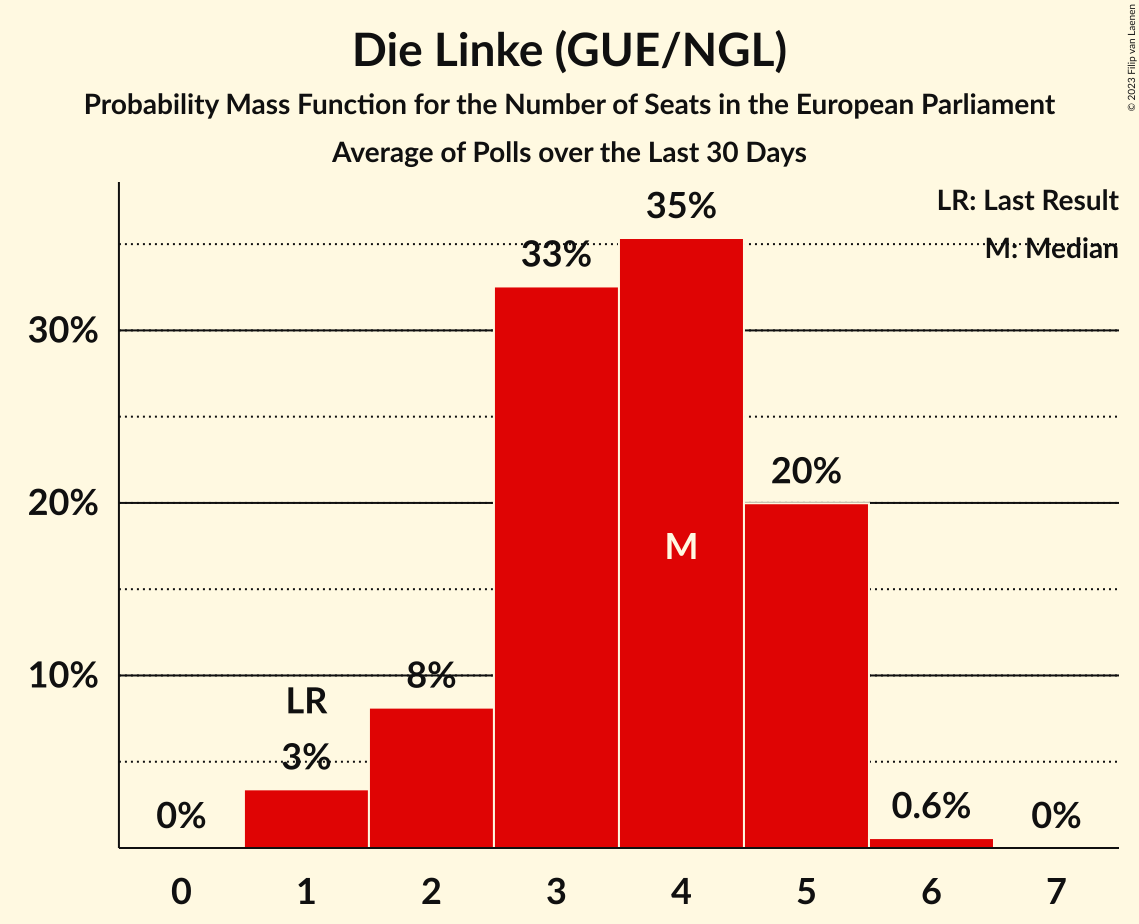 Die Linke (GUE/NGL)
Probability Mass Function for the Number of Seats in the European Parliament
Average of Polls over the Last 30 Days
© 2023 Filip van Laenen
LR: Last Result
M: Median
35%
33%
30%
20%
20%
M
10%
8%
LR
3%
0%
0.6%
0%
0 1 2 3 4 5 6 7